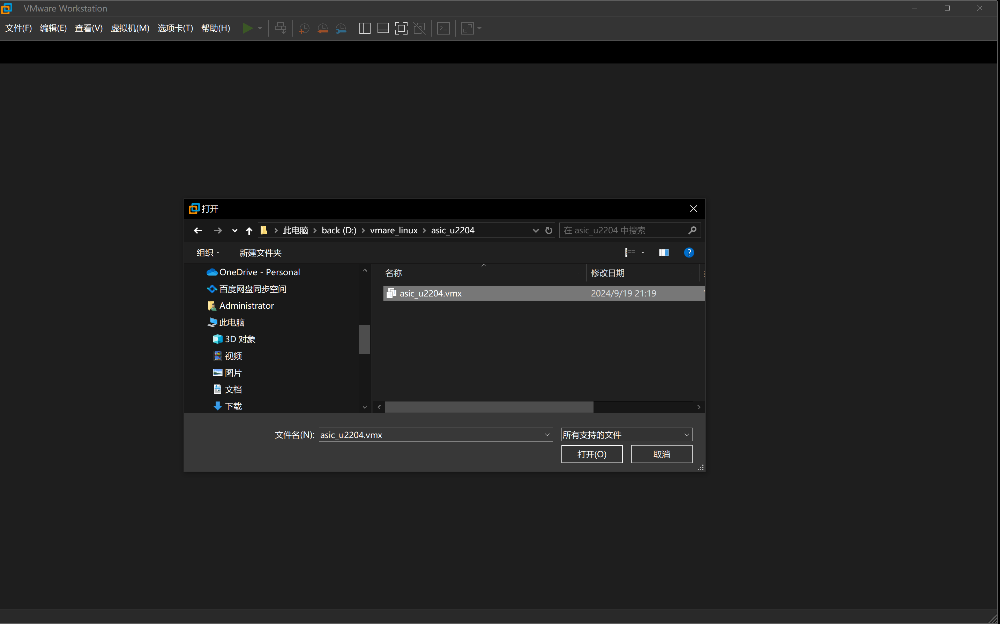 VMware Workstation
文件(F) 编辑(E) 查看(V) 虚拟机(M) 选项卡(T) 帮助(H)
打开
此电脑 back (D:) vmare_linux asic_u2204 在 asic_u2204 中搜索
组织 新建文件夹
OneDrive - Personal
百度网盘同步空间
Administrator
此电脑
3D 对象
视频
图片
文档
下载
名称 修改日期
asic_u2204.vmx 2024/9/19 21:19
文件名(N): asic_u2204.vmx 所有支持的文件
打开(O) 取消